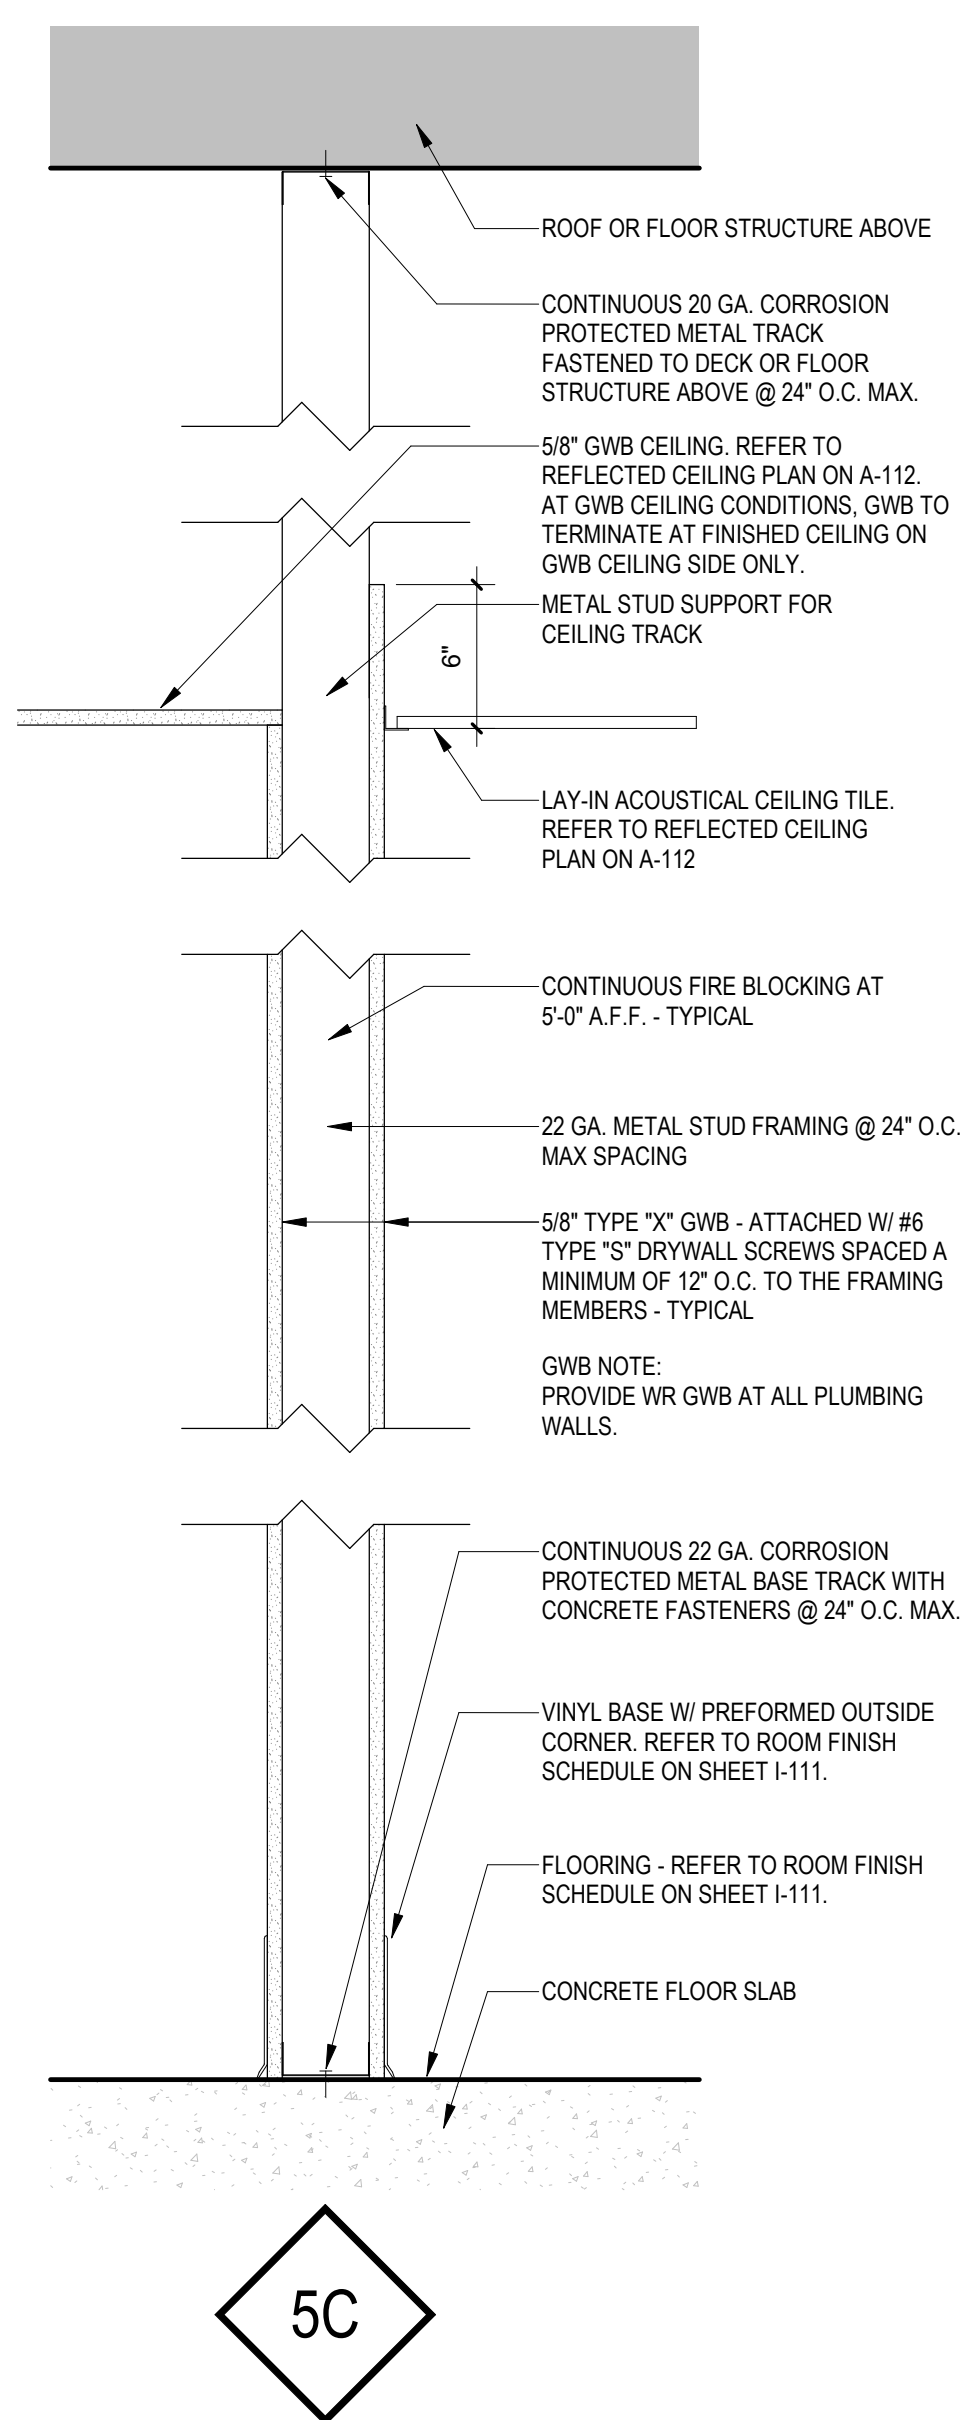 ROOF OR FLOOR STRUCTURE ABOVE
CONTINUOUS 20 GA. CORROSION
PROTECTED METAL TRACK
FASTENED TO DECK OR FLOOR
STRUCTURE ABOVE @ 24" O.C. MAX.
5/8" GWB CEILING. REFER TO
REFLECTED CEILING PLAN ON A-112.
AT GWB CEILING CONDITIONS, GWB TO
TERMINATE AT FINISHED CEILING ON
GWB CEILING SIDE ONLY.
METAL STUD SUPPORT FOR
CEILING TRACK
6"
LAY-IN ACOUSTICAL CEILING TILE.
REFER TO REFLECTED CEILING
PLAN ON A-112
CONTINUOUS FIRE BLOCKING AT
5'-0" A.F.F. - TYPICAL
22 GA. METAL STUD FRAMING @ 24" O.C.
MAX SPACING
5/8" TYPE "X" GWB - ATTACHED W/ #6
TYPE "S" DRYWALL SCREWS SPACED A
MINIMUM OF 12" O.C. TO THE FRAMING
MEMBERS - TYPICAL
GWB NOTE:
PROVIDE WR GWB AT ALL PLUMBING
WALLS.
CONTINUOUS 22 GA. CORROSION
PROTECTED METAL BASE TRACK WITH
CONCRETE FASTENERS @ 24" O.C. MAX.
VINYL BASE W/ PREFORMED OUTSIDE
CORNER. REFER TO ROOM FINISH
SCHEDULE ON SHEET I-111.
FLOORING - REFER TO ROOM FINISH
SCHEDULE ON SHEET I-111.
CONCRETE FLOOR SLAB
5C